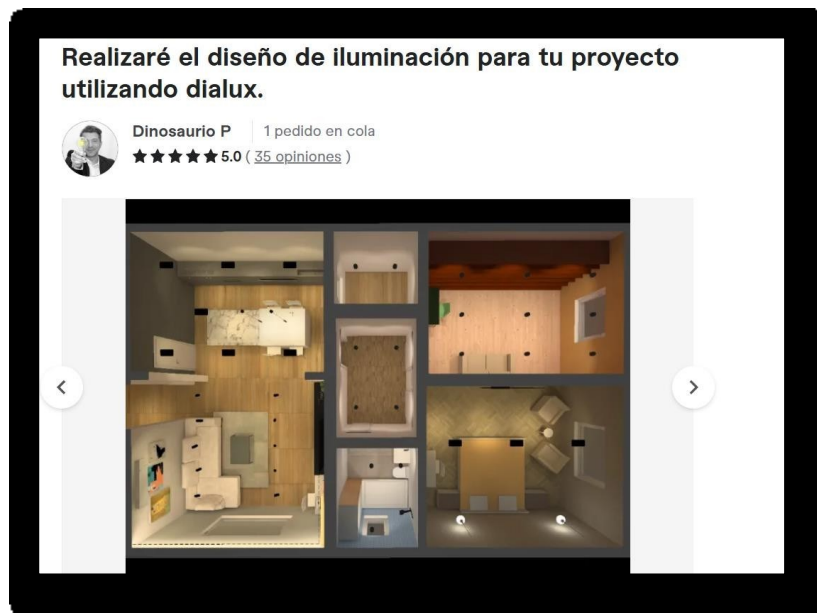 Realizaré el diseño de iluminación para tu proyecto
utilizando dialux.
Dinosaurio P 1 pedido en cola
5.0 ( 35 opiniones )